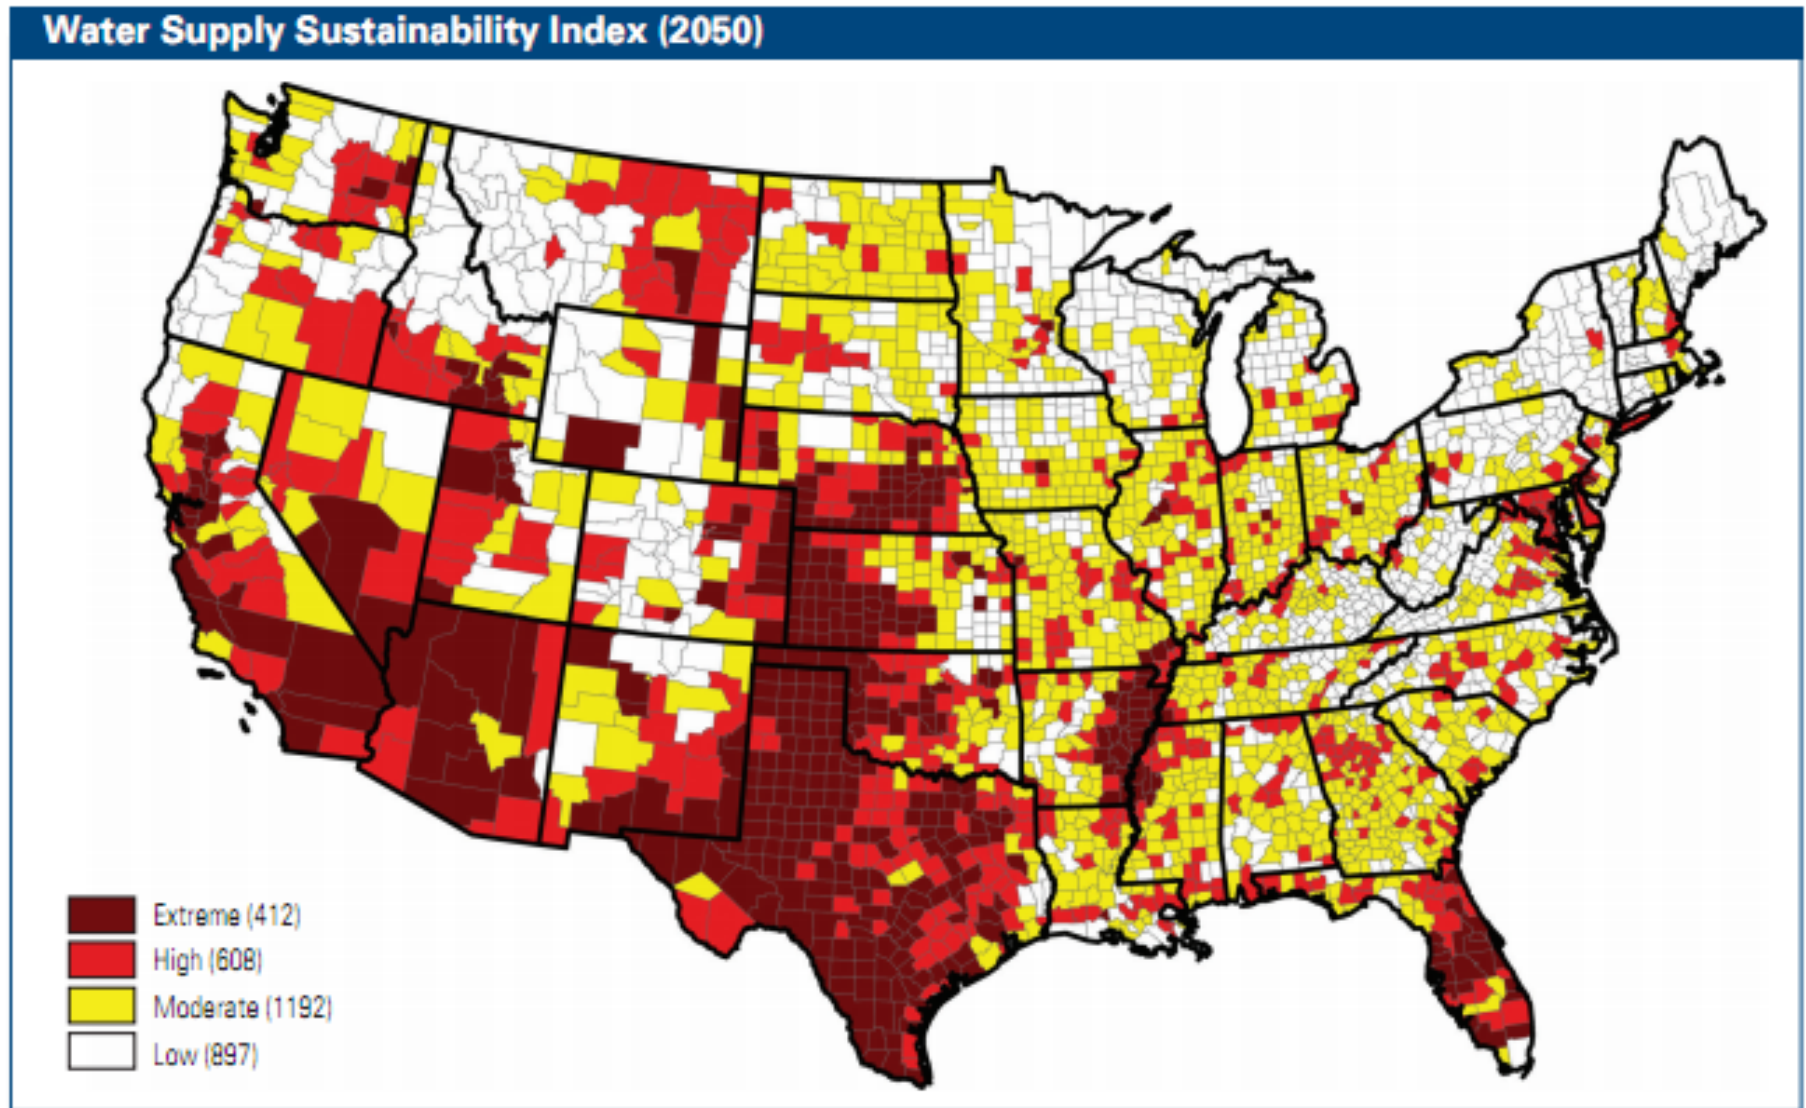 Water Supply Sustainability Index (2050)
Extreme (412)
High (608)
Moderate (1192)
Low (897)